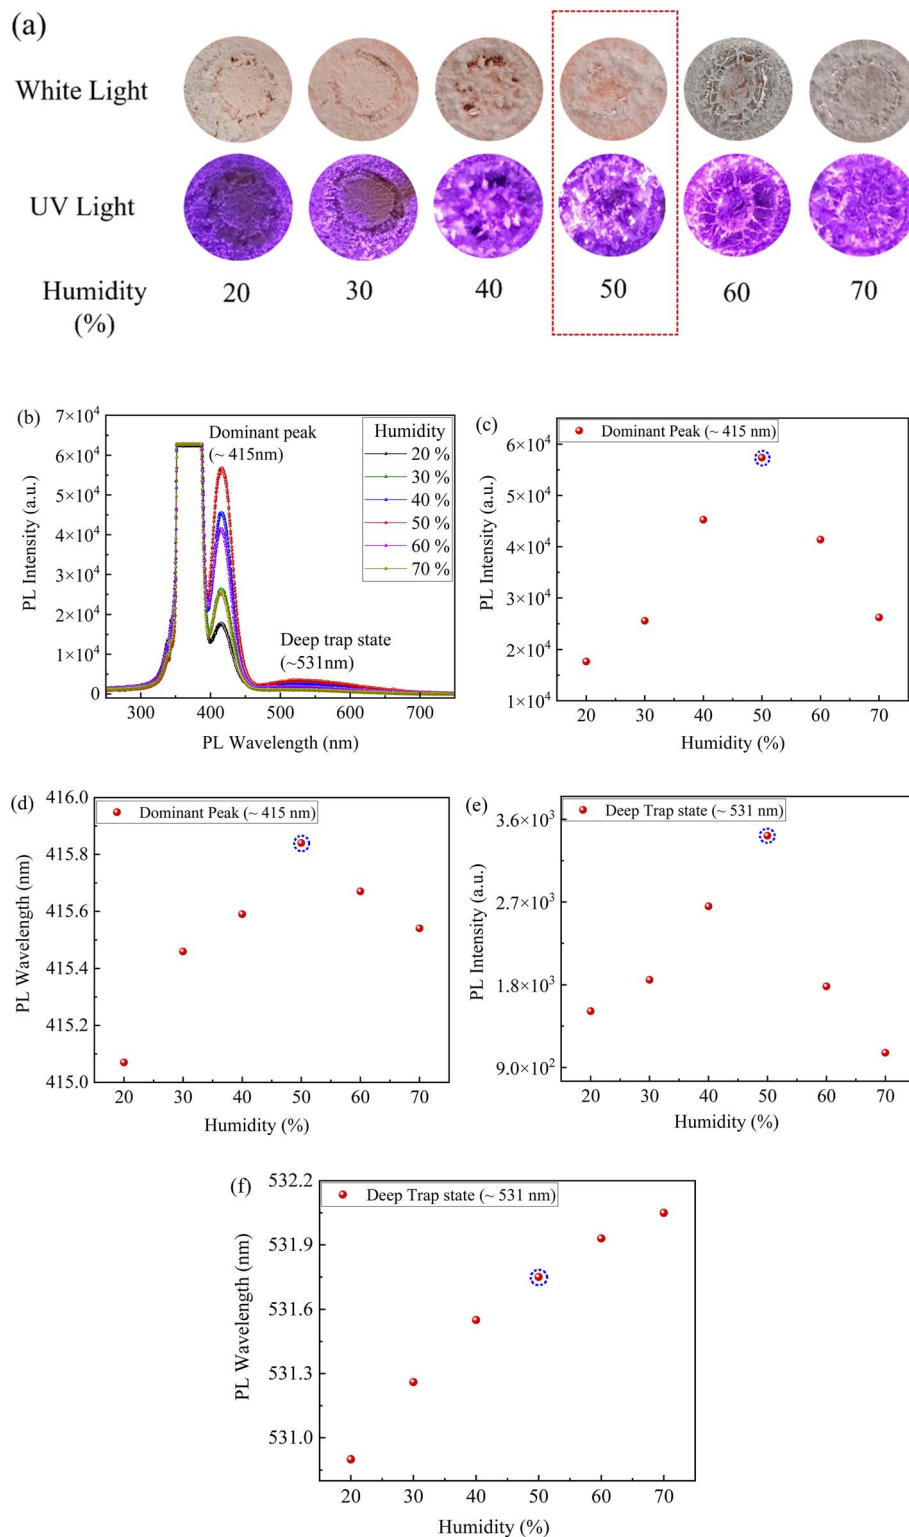 (a)
White Light
UV Light
Humidity
(%)
20 30 40 50 60 70
(b)
7×10⁴
6×10⁴
5×10⁴
4×10⁴
3×10⁴
2×10⁴
1×10⁴
0
PL Intensity (a.u.)
Dominant peak
(~ 415nm)
Humidity
20 %
30 %
40 %
50 %
60 %
70 %
Deep trap state
(~531nm)
300 400 500 600 700
PL Wavelength (nm)
(c)
Dominant Peak (~ 415 nm)
6×10⁴
5×10⁴
4×10⁴
3×10⁴
2×10⁴
1×10⁴
PL Intensity (a.u.)
20 30 40 50 60 70
Humidity (%)
(d)
416.0
Dominant Peak (~ 415 nm)
415.8
415.6
415.4
415.2
415.0
PL Wavelength (nm)
20 30 40 50 60 70
Humidity (%)
(e)
Deep Trap state (~ 531 nm)
3.6×10³
2.7×10³
1.8×10³
9.0×10²
PL Intensity (a.u.)
20 30 40 50 60 70
Humidity (%)
(f)
532.2
Deep Trap state (~ 531 nm)
531.9
531.6
531.3
531.0
PL Wavelength (nm)
20 30 40 50 60 70
Humidity (%)